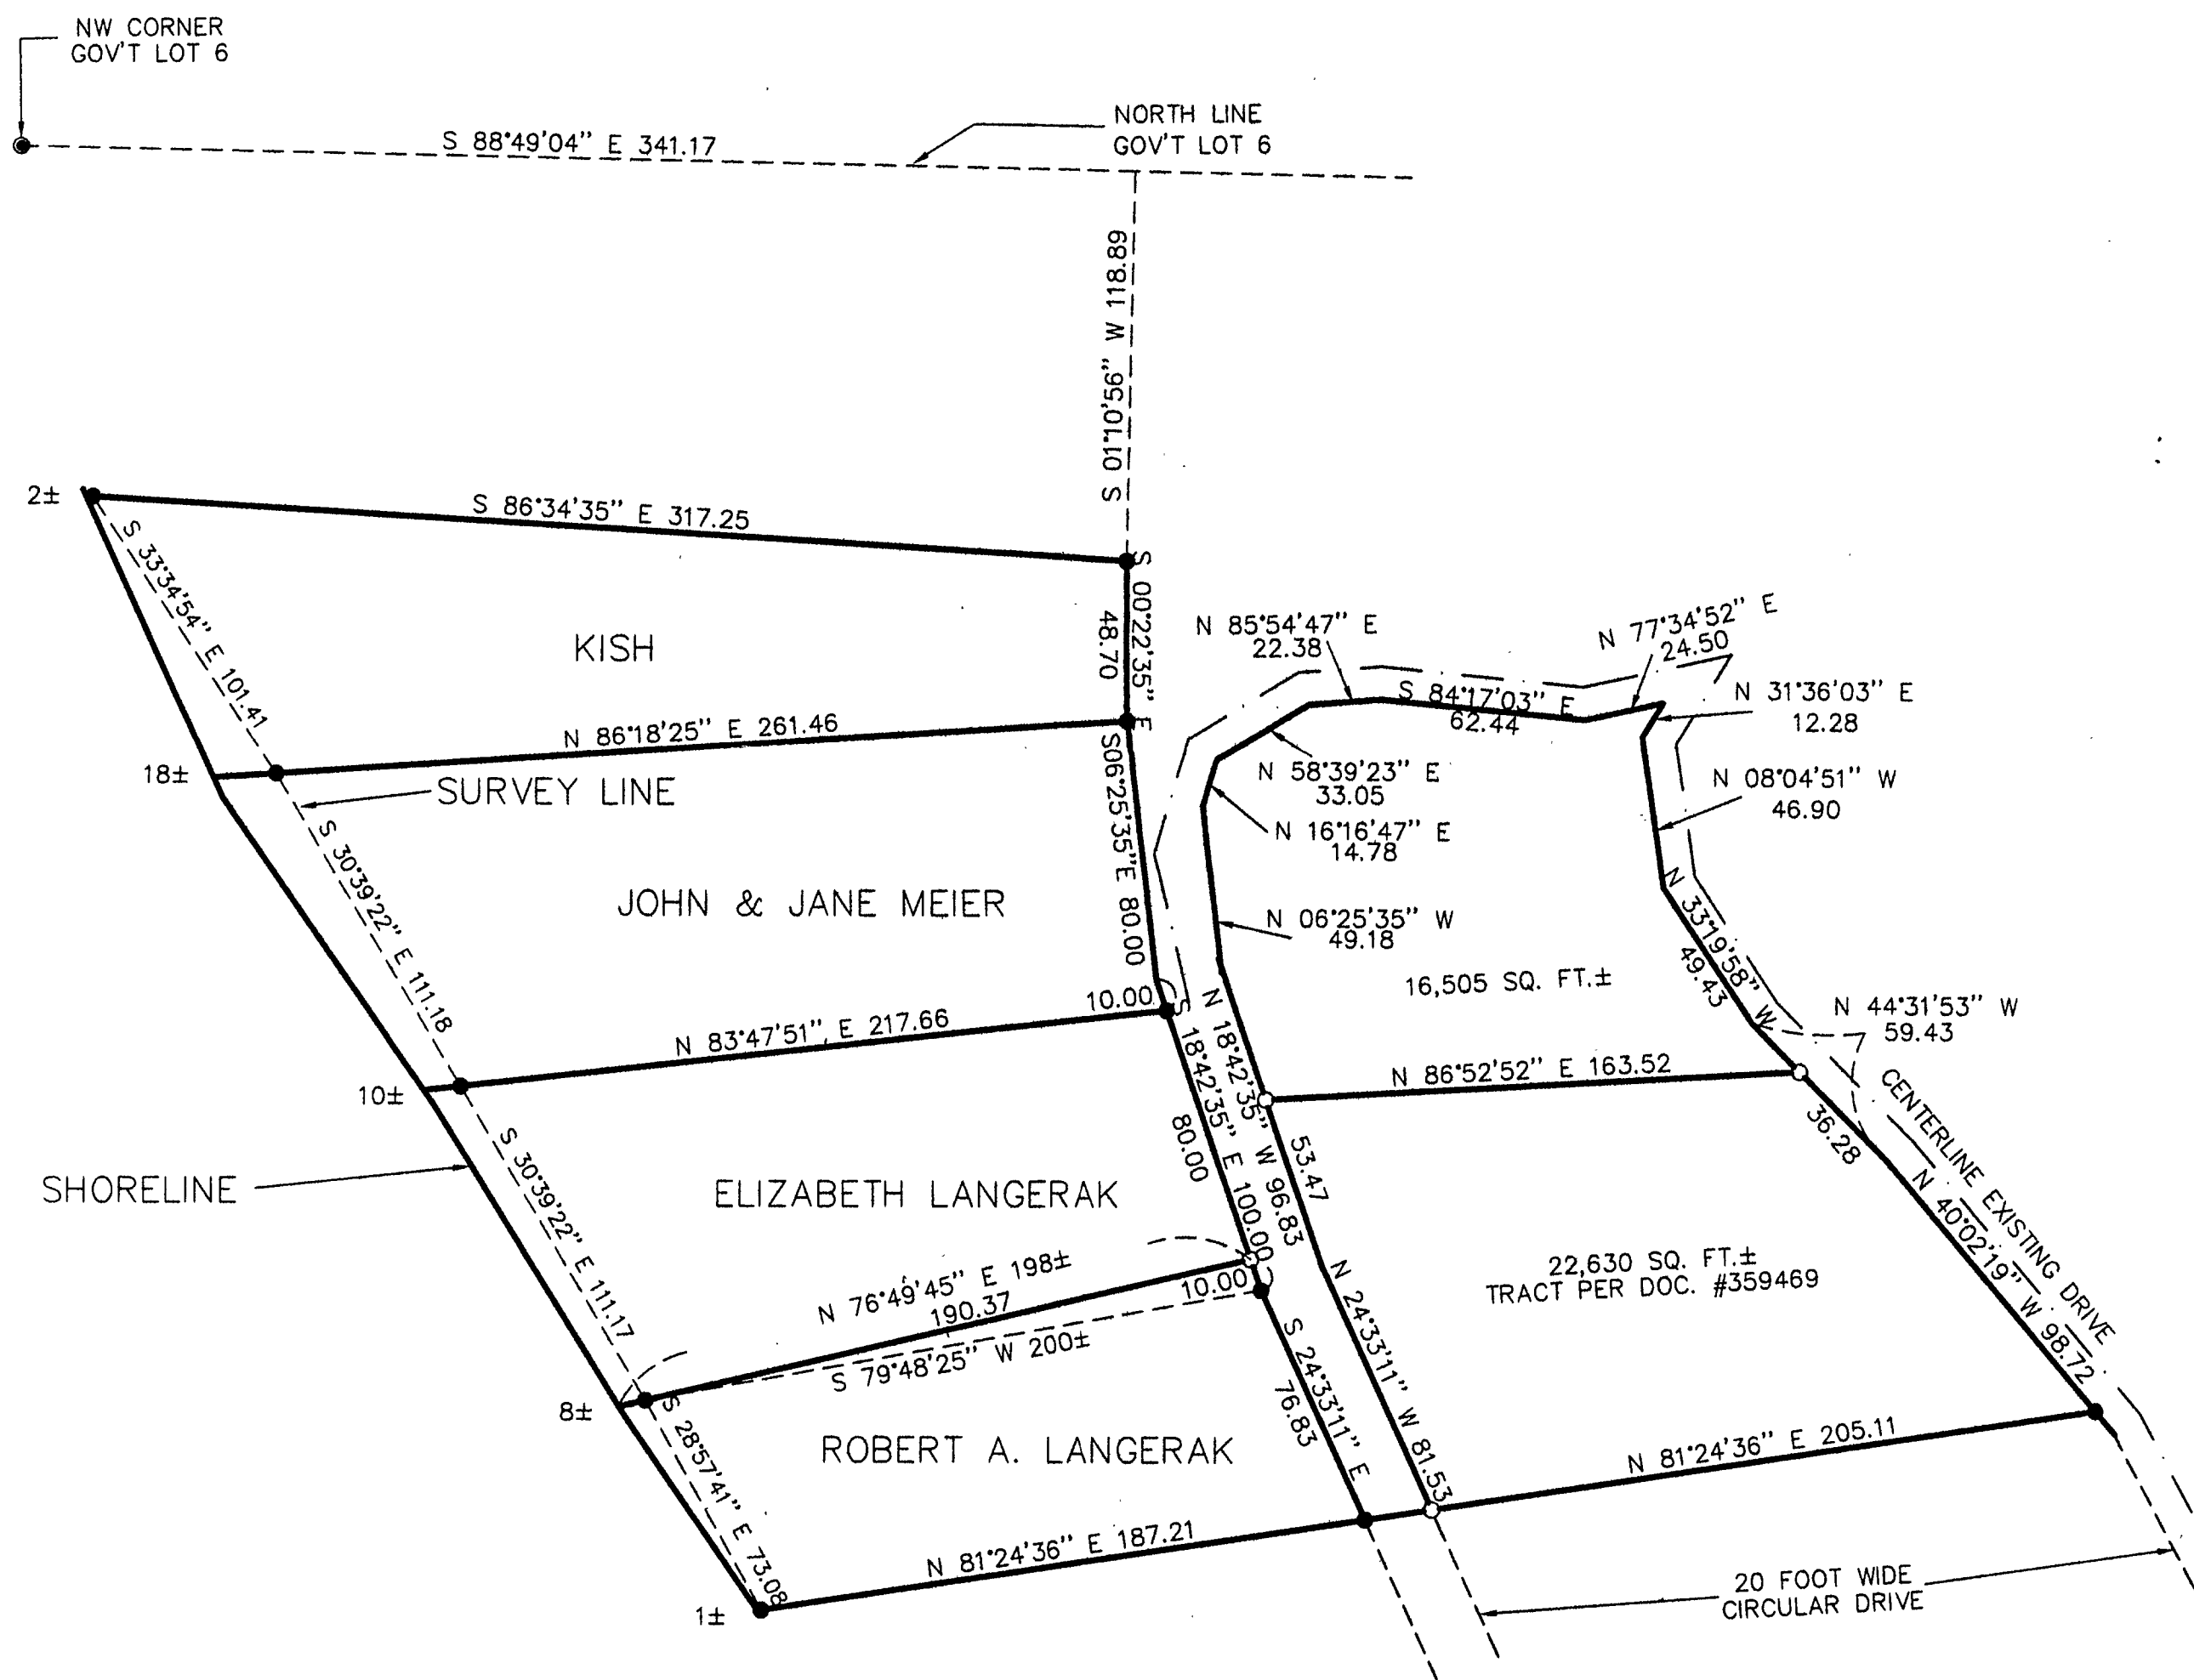 NW CORNER
GOV'T LOT 6
S 88°49'04" E 341.17
NORTH LINE
GOV'T LOT 6
S 01°10'56" W 118.89
2±
S 86°34'35" E 317.25
S 33°34'54" E 101.41
S 00°22'35" E
48.70
KISH
N 85°54'47" E
22.38
N 77°34'52" E
24.50
S 84°17'03" E
62.44
N 31°36'03" E
12.28
N 86°18'25" E 261.46
18±
SURVEY LINE
S06°25'35"E 80.00
N 58°39'23" E
33.05
N 08°04'51" W
46.90
N 16°16'47" E
14.78
S 30°39'22" E 111.18
JOHN & JANE MEIER
N 06°25'35" W
49.18
N 33°19'58" W
49.43
16,505 SQ. FT.±
10.00
N 44°31'53" W
59.43
N 83°47'51" E 217.66
10±
S 18°42'35" E 100.00
80.00
N 18°42'35" W 96.83
53.47
N 86°52'52" E 163.52
36.28
CENTERLINE EXISTING DRIVE
SHORELINE
S 30°39'22" E 111.17
ELIZABETH LANGERAK
N 40°02'19" W 98.72
N 76°49'45" E 198±
190.37
10.00
S 79°48'25" W 200±
22,630 SQ. FT.±
TRACT PER DOC. #359469
8±
S 28°57'41" E 73.08
ROBERT A. LANGERAK
S 24°33'11" E
76.83
N 24°33'11" W 81.53
N 81°24'36" E 205.11
N 81°24'36" E 187.21
1±
20 FOOT WIDE
CIRCULAR DRIVE